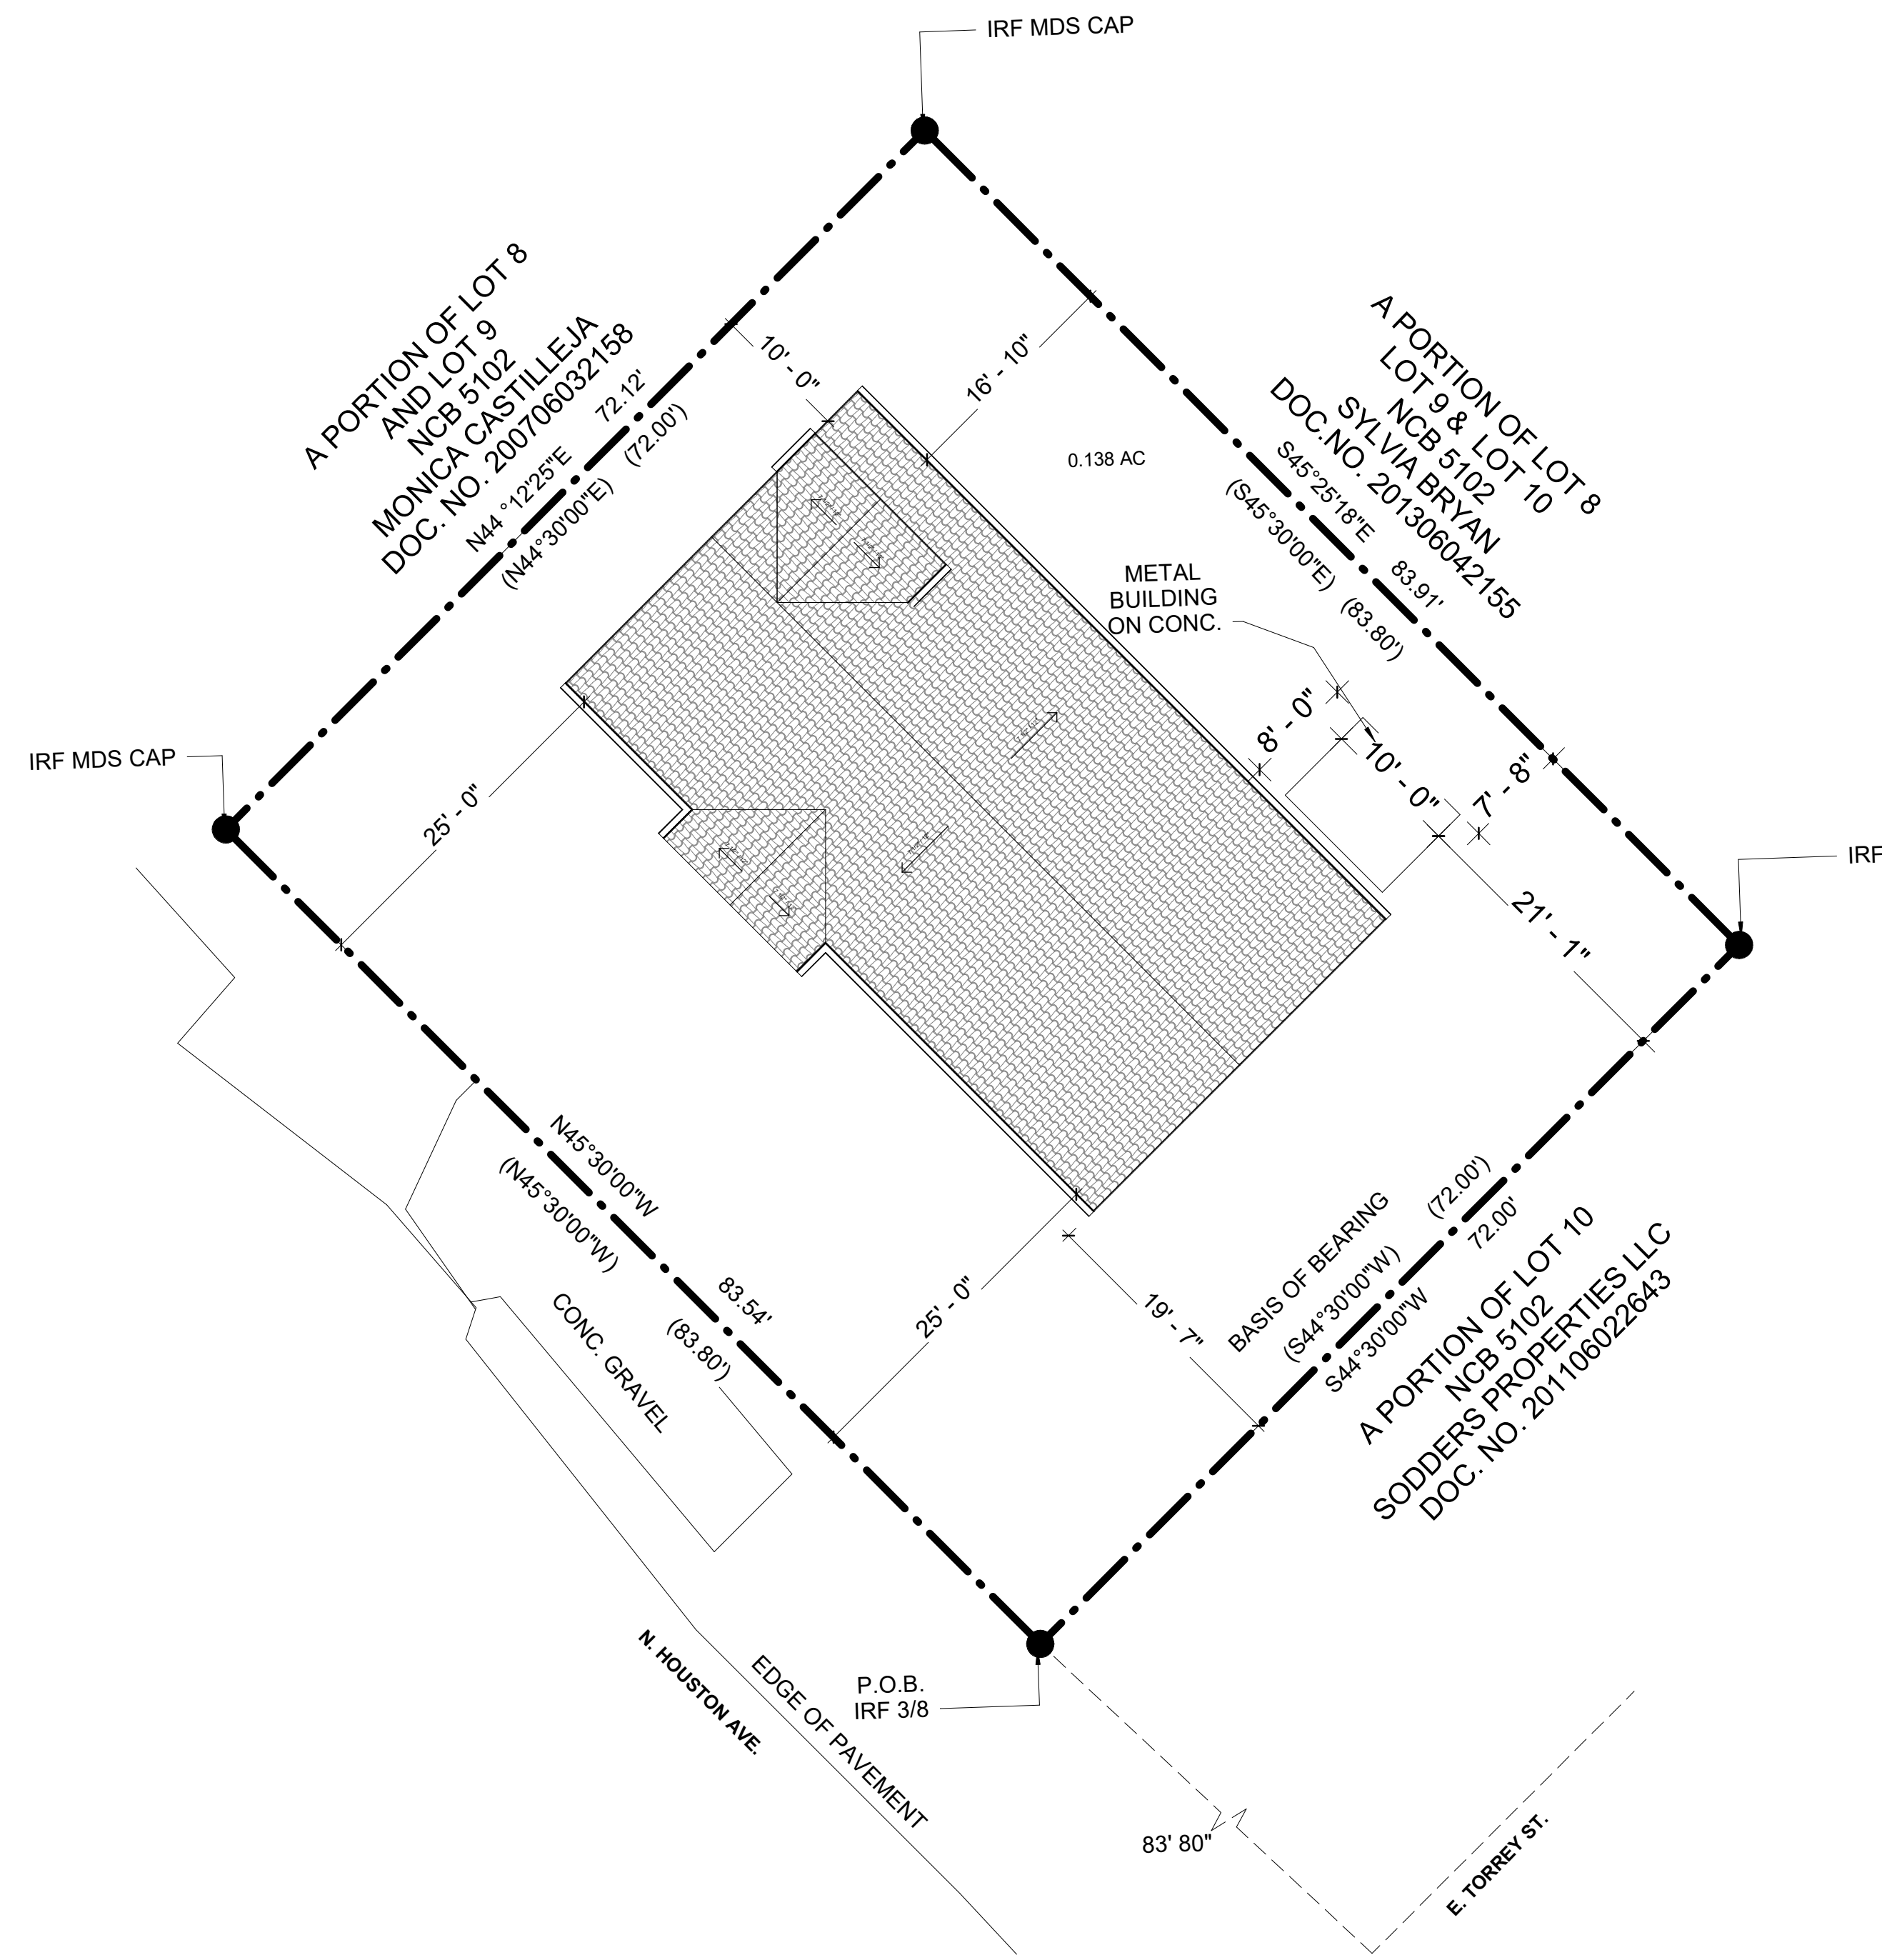 IRF MDS CAP
A PORTION OF LOT 8
AND LOT 9
NCB 5102
MONICA CASTILLEJA
DOC. NO. 200706032158
N44°12'25"E
72.12'
(N44°30'00"E)
(72.00')
10' - 0"
16' - 10"
0.138 AC
A PORTION OF LOT 8
LOT 9 & LOT 10
NCB 5102
SYLVIA BRYAN
DOC.NO. 201306042155
S45°25'18"E
83.91'
(S45°30'00"E)
(83.80')
METAL
BUILDING
ON CONC.
8' - 0"
10' - 0"
7' - 8"
IRF MDS CAP
25' - 0"
IRF
21' - 1"
N45°30'00"W
(N45°30'00"W)
83.54'
(83.80')
CONC. GRAVEL
25' - 0"
19' - 7"
BASIS OF BEARING
(S44°30'00"W)
(72.00')
S44°30'00"W
72.00'
A PORTION OF LOT 10
NCB 5102
SODDERS PROPERTIES LLC
DOC. NO. 201106022643
N. HOUSTON AVE.
EDGE OF PAVEMENT
P.O.B.
IRF 3/8
83' 80"
E. TORREY ST.